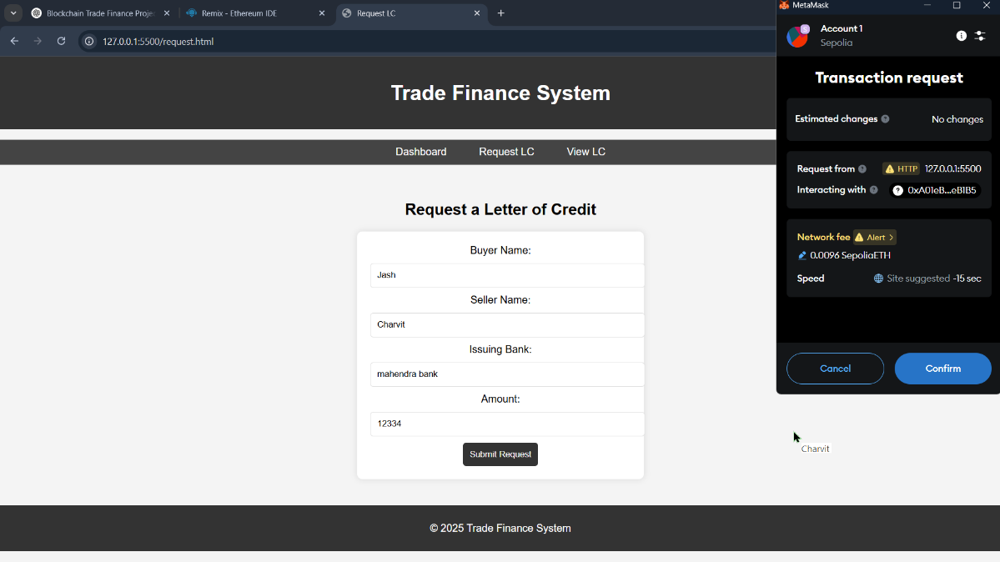 Blockchain Trade Finance Projec
Remix - Ethereum IDE
Request LC
127.0.0.1:5500/request.html
Trade Finance System
Dashboard
Request LC
View LC
Request a Letter of Credit
Buyer Name:
Jash
Seller Name:
Charvit
Issuing Bank:
mahendra bank
Amount:
12334
Submit Request
© 2025 Trade Finance System
MetaMask
S
Account 1
Sepolia
Transaction request
Estimated changes ? No changes
Request from ? HTTP 127.0.0.1:5500
Interacting with ? ? 0xA01eB...eB1B5
Network fee Alert >
0.0096 SepoliaETH
Speed Site suggested ~15 sec
Cancel
Confirm
Charvit